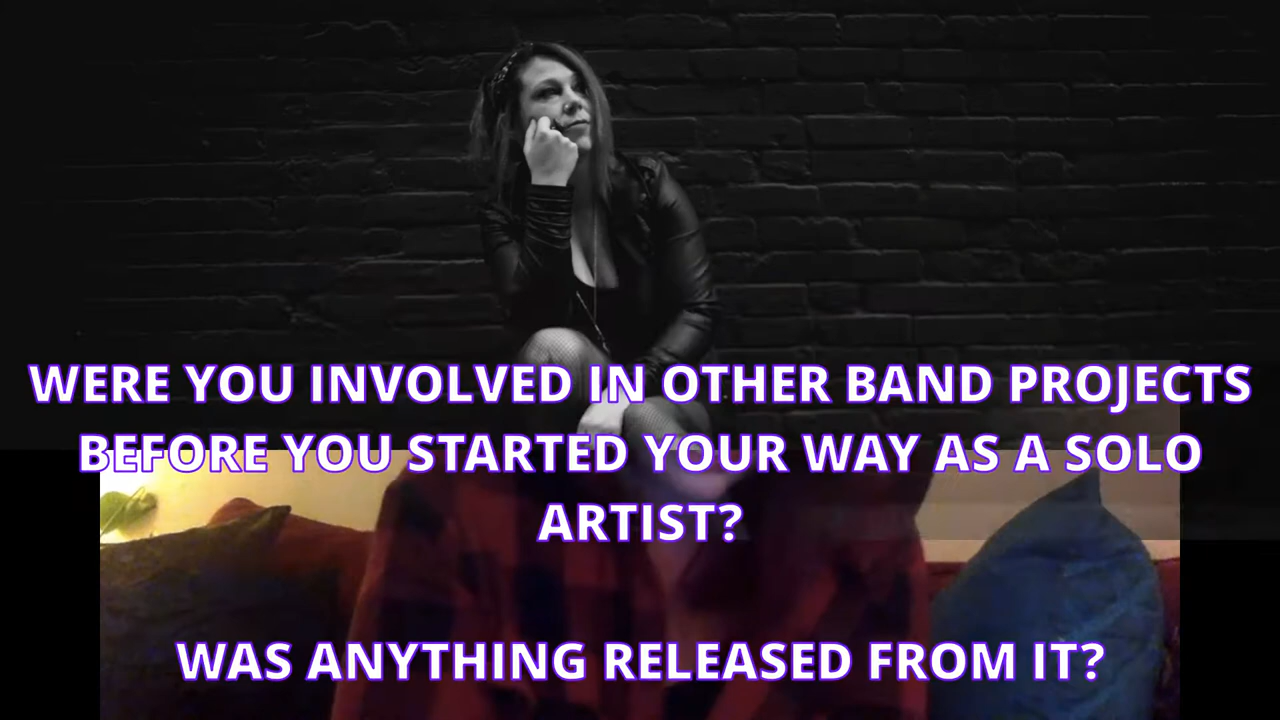 WERE YOU INVOLVED IN OTHER BAND PROJECTS
BEFORE YOU STARTED YOUR WAY AS A SOLO
ARTIST?
WAS ANYTHING RELEASED FROM IT?